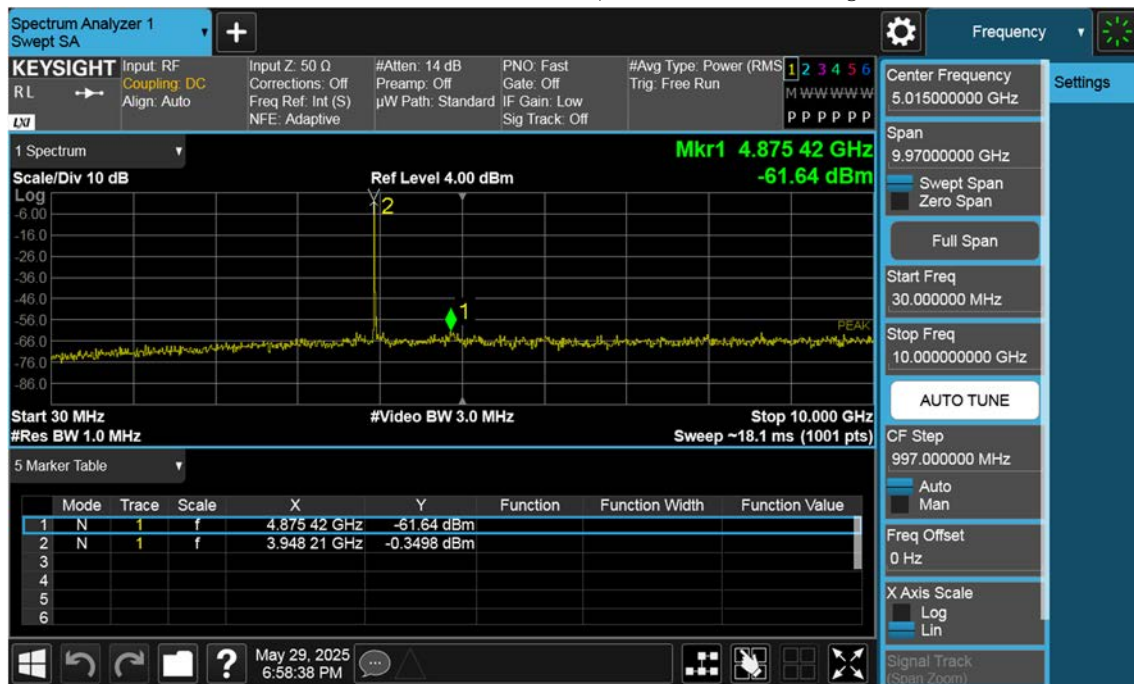 Spectrum Analyzer 1
Swept SA
+
Frequency
KEYSIGHT
RL
LXI
Input: RF
Coupling: DC
Align: Auto
Input Z: 50 Ω
Corrections: Off
Freq Ref: Int (S)
NFE: Adaptive
#Atten: 14 dB
Preamp: Off
µW Path: Standard
PNO: Fast
Gate: Off
IF Gain: Low
Sig Track: Off
#Avg Type: Power (RMS
Trig: Free Run
1 2 3 4 5 6
M W W W W W
P P P P P P
1 Spectrum
Mkr1 4.875 42 GHz
Scale/Div 10 dB
Ref Level 4.00 dBm
-61.64 dBm
Log
2
-6.00
-16.0
-26.0
-36.0
-46.0
1
-56.0
PEAK
-66.0
-76.0
-86.0
Start 30 MHz
#Video BW 3.0 MHz
Stop 10.000 GHz
#Res BW 1.0 MHz
Sweep ~18.1 ms (1001 pts)
5 Marker Table
Mode Trace Scale X Y Function Function Width Function Value
1 N 1 f 4.875 42 GHz -61.64 dBm
2 N 1 f 3.948 21 GHz -0.3498 dBm
3
4
5
6
?
May 29, 2025
6:58:38 PM
Center Frequency
5.015000000 GHz
Settings
Span
9.97000000 GHz
Swept Span
Zero Span
Full Span
Start Freq
30.000000 MHz
Stop Freq
10.000000000 GHz
AUTO TUNE
CF Step
997.000000 MHz
Auto
Man
Freq Offset
0 Hz
X Axis Scale
Log
Lin
Signal Track
(Span Zoom)